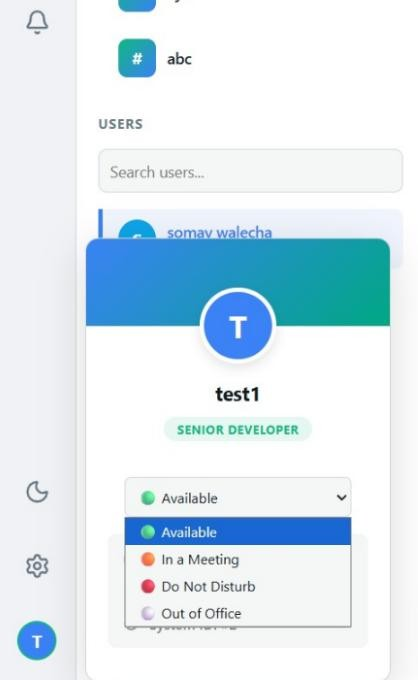 # abc
USERS
Search users...
somay walecha
T
test1
SENIOR DEVELOPER
Available
Available
In a Meeting
Do Not Disturb
Out of Office
T